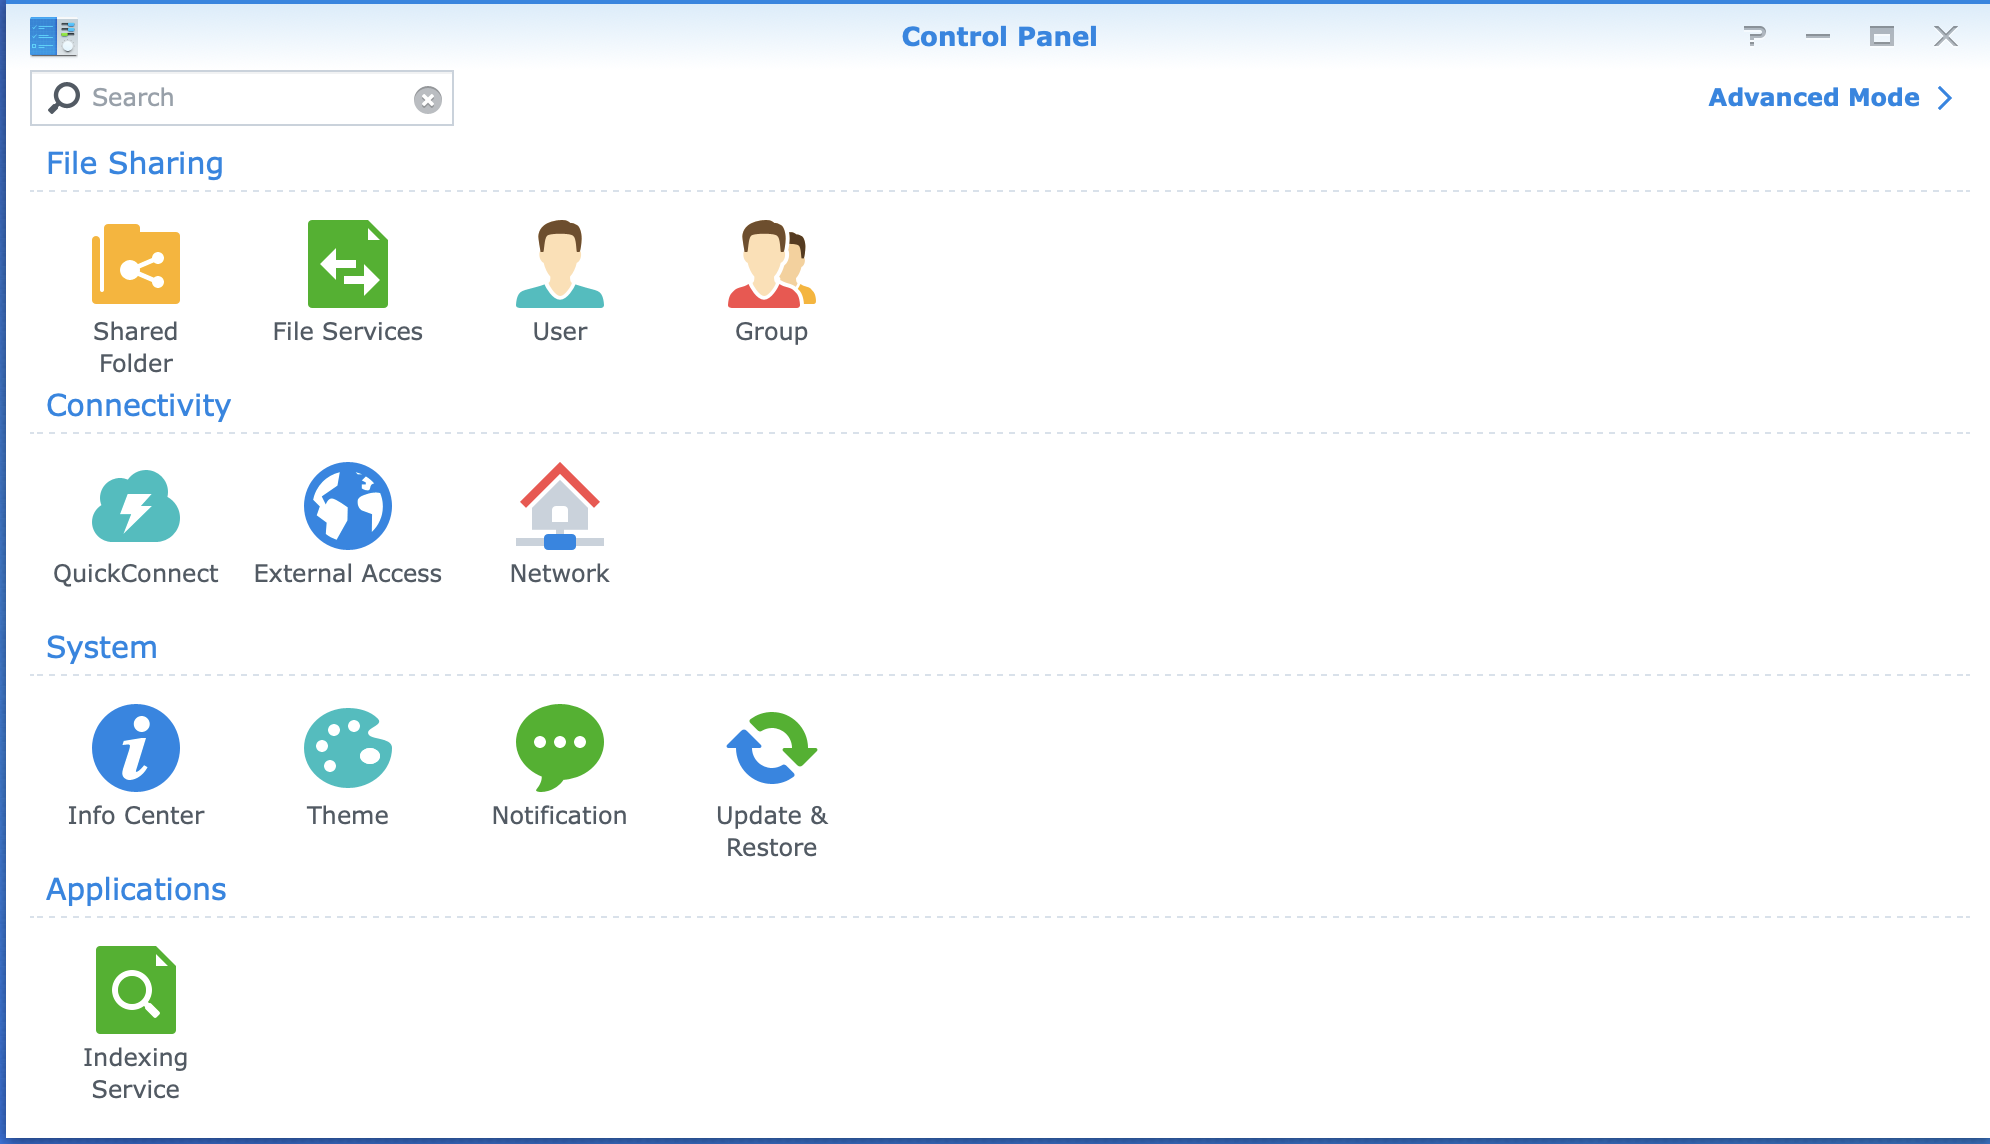 Control Panel
Search
Advanced Mode
File Sharing
Shared
Folder
File Services
User
Group
Connectivity
QuickConnect
External Access
Network
System
Info Center
Theme
Notification
Update &
Restore
Applications
Indexing
Service